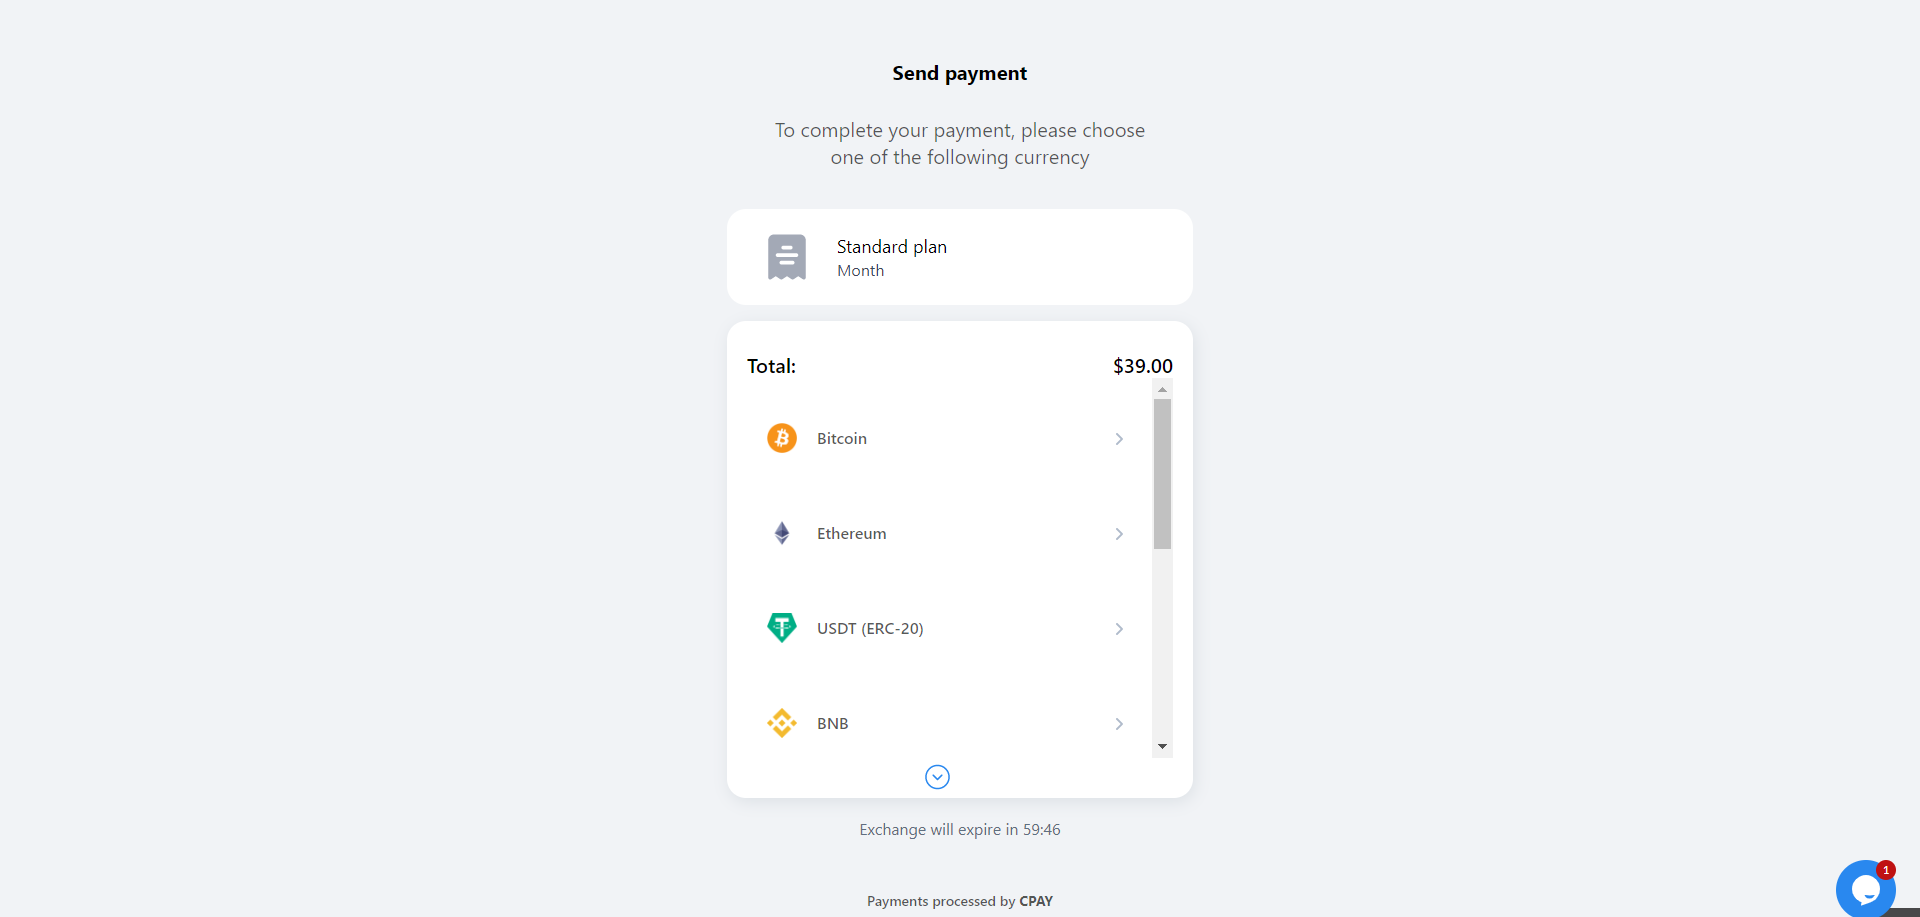 Send payment
To complete your payment, please choose
one of the following currency
Standard plan
Month
Total: $39.00
Bitcoin
Ethereum
USDT (ERC-20)
BNB
Exchange will expire in 59:46
Payments processed by CPAY
1